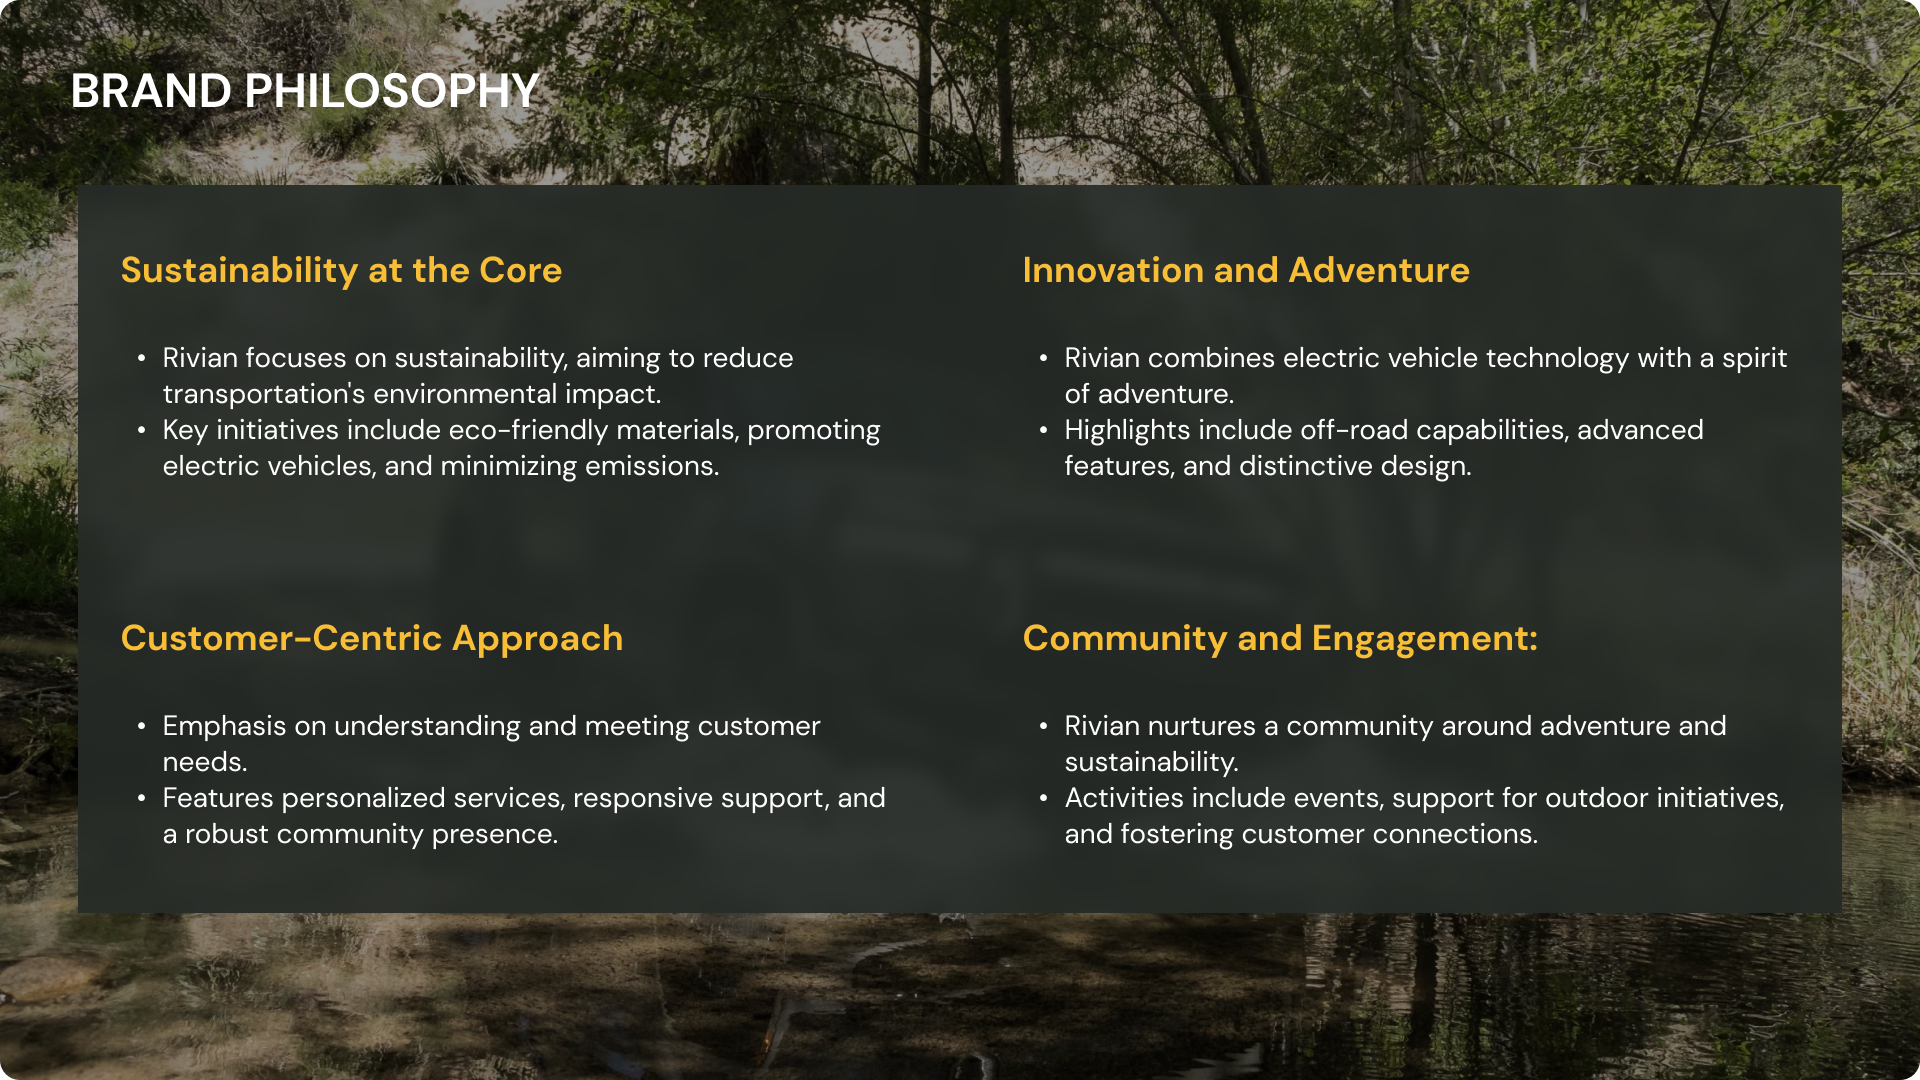 BRAND PHILOSOPHY
Sustainability at the Core
• Rivian focuses on sustainability, aiming to reduce
transportation's environmental impact.
• Key initiatives include eco-friendly materials, promoting
electric vehicles, and minimizing emissions.
Innovation and Adventure
• Rivian combines electric vehicle technology with a spirit
of adventure.
• Highlights include off-road capabilities, advanced
features, and distinctive design.
Customer-Centric Approach
• Emphasis on understanding and meeting customer
needs.
• Features personalized services, responsive support, and
a robust community presence.
Community and Engagement:
• Rivian nurtures a community around adventure and
sustainability.
• Activities include events, support for outdoor initiatives,
and fostering customer connections.